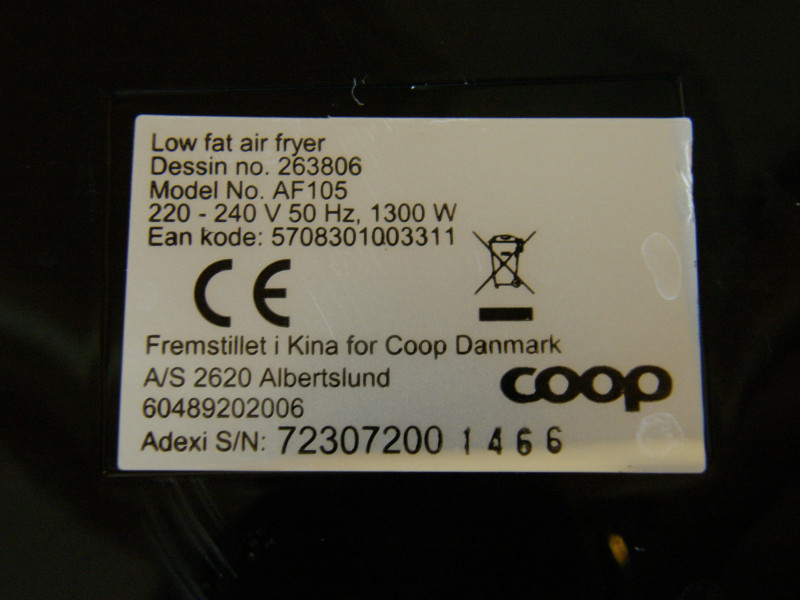 Low fat air fryer
Dessin no. 263806
Model No. AF105
220 - 240 V 50 Hz, 1300 W
Ean kode: 5708301003311
CE
Fremstillet i Kina for Coop Danmark
A/S 2620 Albertslund
coop
60489202006
Adexi S/N: 72307200 1466